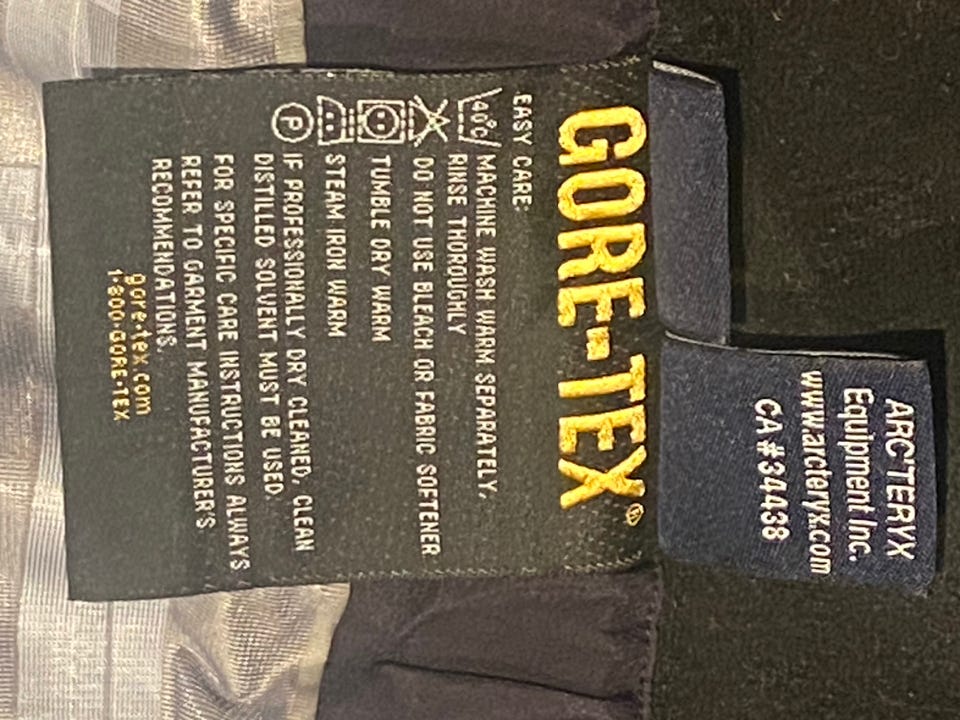 GORE-TEX®
EASY CARE:
40°C
MACHINE WASH WARM SEPARATELY,
RINSE THOROUGHLY
DO NOT USE BLEACH OR FABRIC SOFTENER
TUMBLE DRY WARM
STEAM IRON WARM
P
IF PROFESSIONALLY DRY CLEANED, CLEAN
DISTILLED SOLVENT MUST BE USED.
FOR SPECIFIC CARE INSTRUCTIONS ALWAYS
REFER TO GARMENT MANUFACTURER'S
RECOMMENDATIONS.
gore-tex.com
1-800-GORE-TEX
ARC'TERYX
Equipment Inc.
www.arcteryx.com
CA#34438